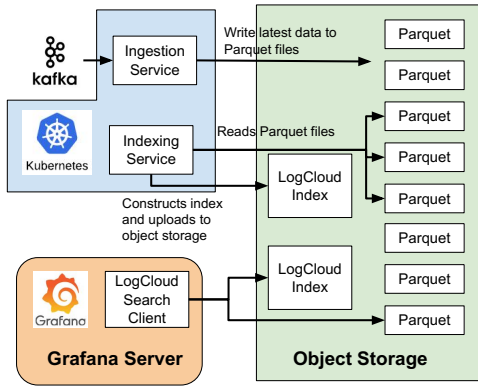 kafka
Ingestion
Service
Write latest data to
Parquet files
Parquet
Parquet
Kubernetes
Indexing
Service
Reads Parquet files
Parquet
Parquet
Parquet
LogCloud
Index
Constructs index
and uploads to
object storage
Parquet
Grafana
LogCloud
Search
Client
LogCloud
Index
Parquet
Parquet
Grafana Server
Object Storage